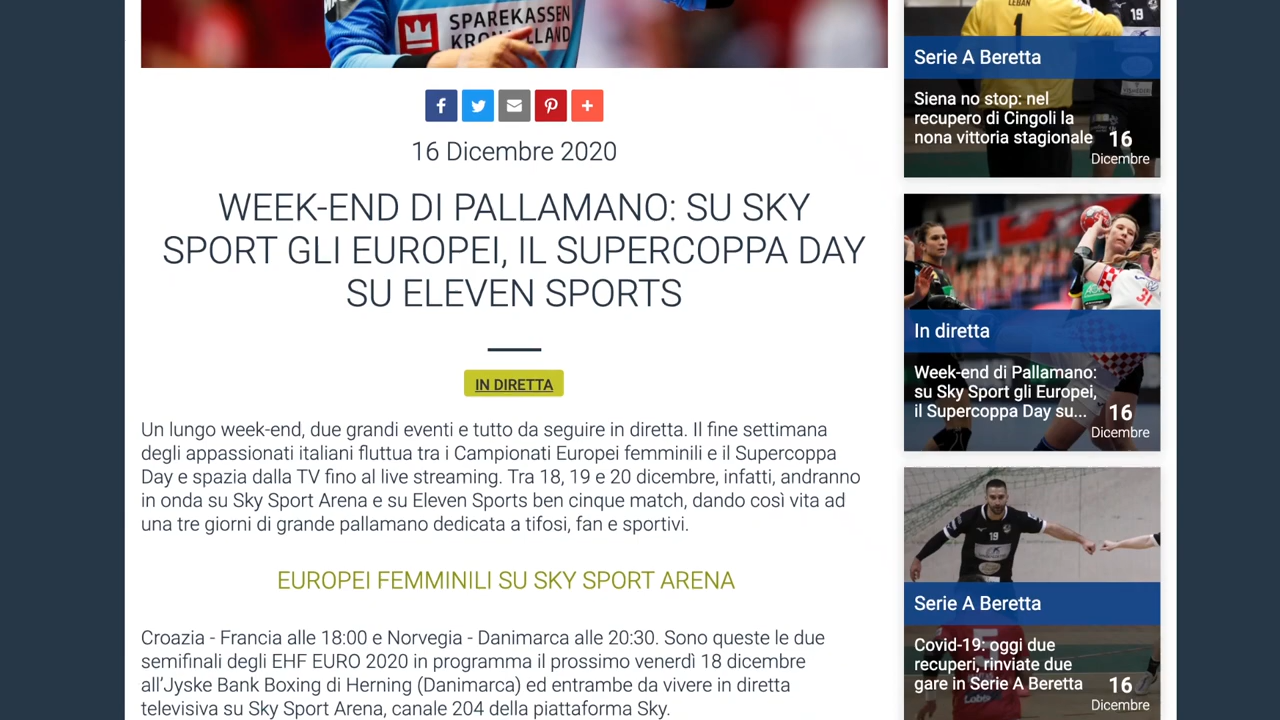 SPAREKASSEN
16 Dicembre 2020
WEEK-END DI PALLAMANO: SU SKY
SPORT GLI EUROPEI, IL SUPERCOPPA DAY
SU ELEVEN SPORTS
IN DIRETTA
Un lungo week-end, due grandi eventi e tutto da seguire in diretta. Il fine settimana
degli appassionati italiani fluttua tra i Campionati Europei femminili e il Supercoppa
Day e spazia dalla TV fino al live streaming. Tra 18, 19 e 20 dicembre, infatti, andranno
in onda su Sky Sport Arena e su Eleven Sports ben cinque match, dando così vita ad
una tre giorni di grande pallamano dedicata a tifosi, fan e sportivi.
EUROPEI FEMMINILI SU SKY SPORT ARENA
Croazia - Francia alle 18:00 e Norvegia - Danimarca alle 20:30. Sono queste le due
semifinali degli EHF EURO 2020 in programma il prossimo venerdì 18 dicembre
all'Jyske Bank Boxing di Herning (Danimarca) ed entrambe da vivere in diretta
televisiva su Sky Sport Arena, canale 204 della piattaforma Sky.
LEBAN
1
19
Serie A Beretta
Siena no stop: nel
recupero di Cingoli la
nona vittoria stagionale
16
Dicembre
31
In diretta
Week-end di Pallamano:
su Sky Sport gli Europei,
il Supercoppa Day su...
16
Dicembre
19
Serie A Beretta
Covid-19: oggi due
recuperi, rinviate due
gare in Serie A Beretta
16
Dicembre